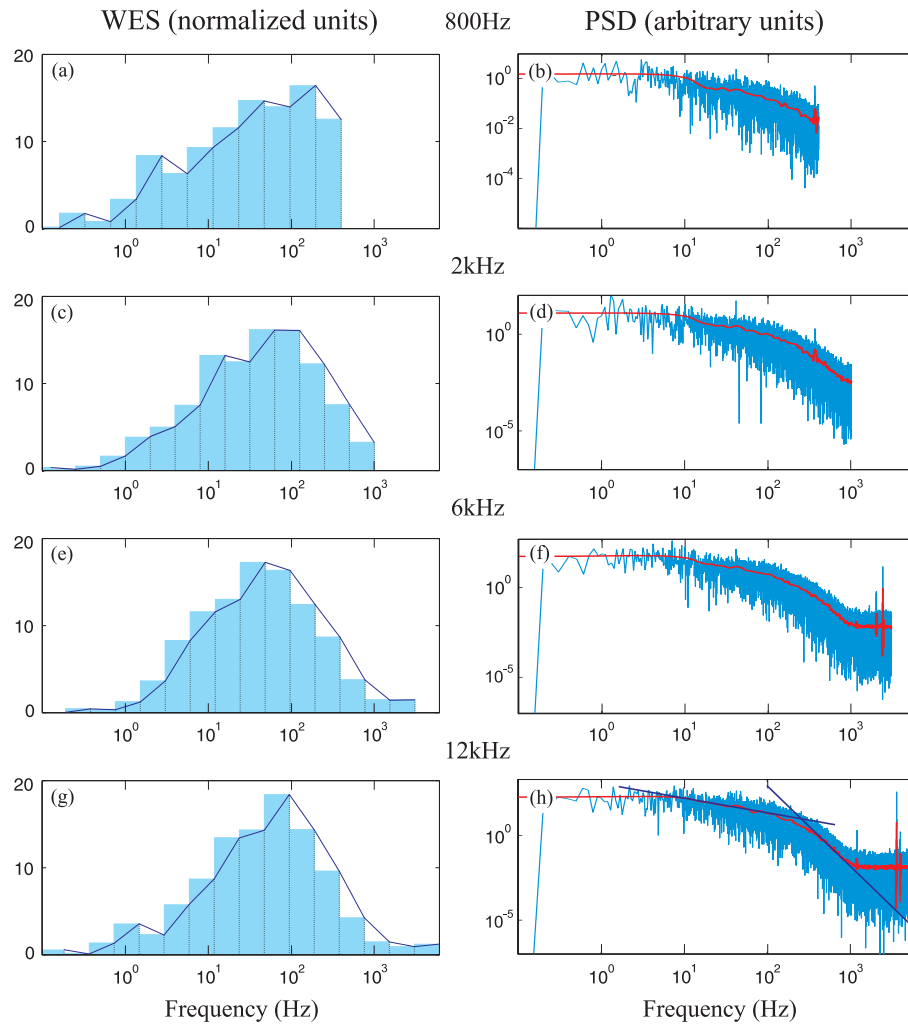 WES (normalized units) 800Hz PSD (arbitrary units)
20 (a) 10^0 (b)
10 10^-2
0 10^-4
10^0 10^1 10^2 10^3 10^0 10^1 10^2 10^3
2kHz
20 (c) (d)
10 10^0
0 10^-5
10^0 10^1 10^2 10^3 10^0 10^1 10^2 10^3
6kHz
20 (e) (f)
10 10^0
0 10^-5
10^0 10^1 10^2 10^3 10^0 10^1 10^2 10^3
12kHz
20 (g) (h)
10 10^0
0 10^-5
10^0 10^1 10^2 10^3 10^0 10^1 10^2 10^3
Frequency (Hz) Frequency (Hz)